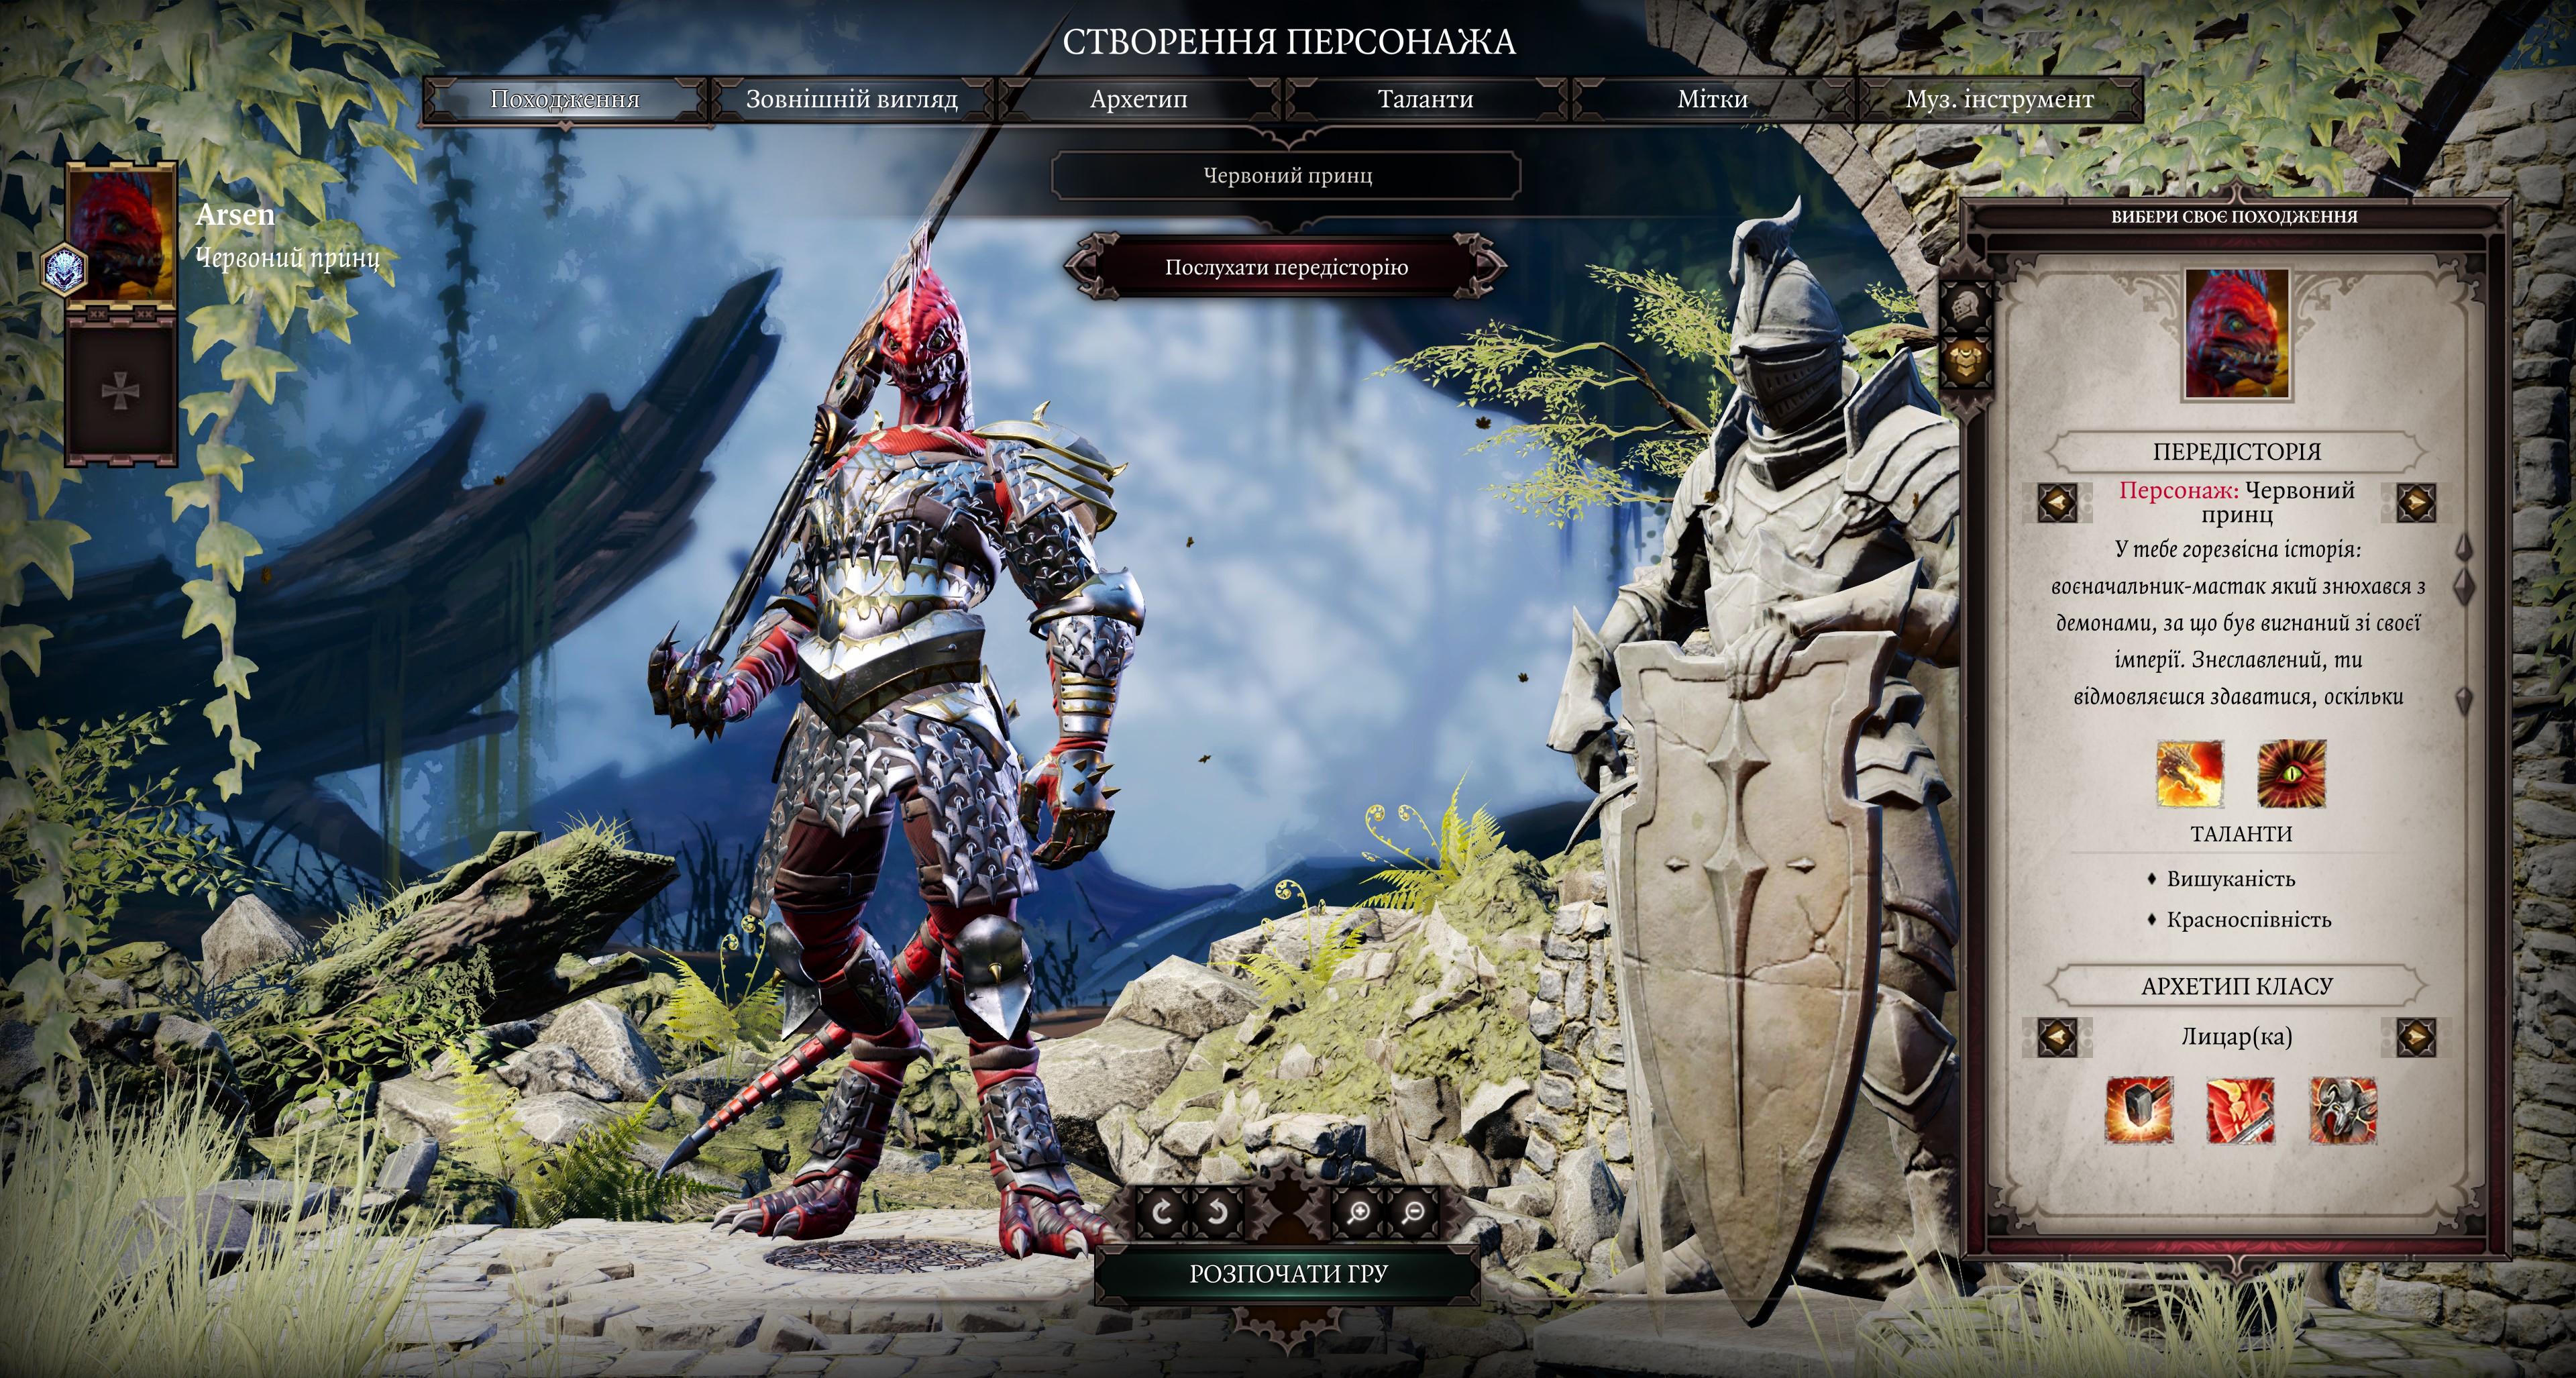 СТВОРЕННЯ ПЕРСОНАЖА
Походження
Зовнішній вигляд
Архетип
Таланти
Мітки
Муз. інструмент
Червоний принц
Послухати передісторію
Arsen
Червоний принц
ВИБЕРИ СВОЄ ПОХОДЖЕННЯ
ПЕРЕДІСТОРІЯ
Персонаж: Червоний
принц
У тебе горезвісна історія:
воєначальник-мастак який знюхався з
демонами, за що був вигнаний зі своєї
імперії. Знеславлений, ти
відмовляєшся здаватися, оскільки
ТАЛАНТИ
Вишуканість
Красноспівність
АРХЕТИП КЛАСУ
Лицар(ка)
РОЗПОЧАТИ ГРУ